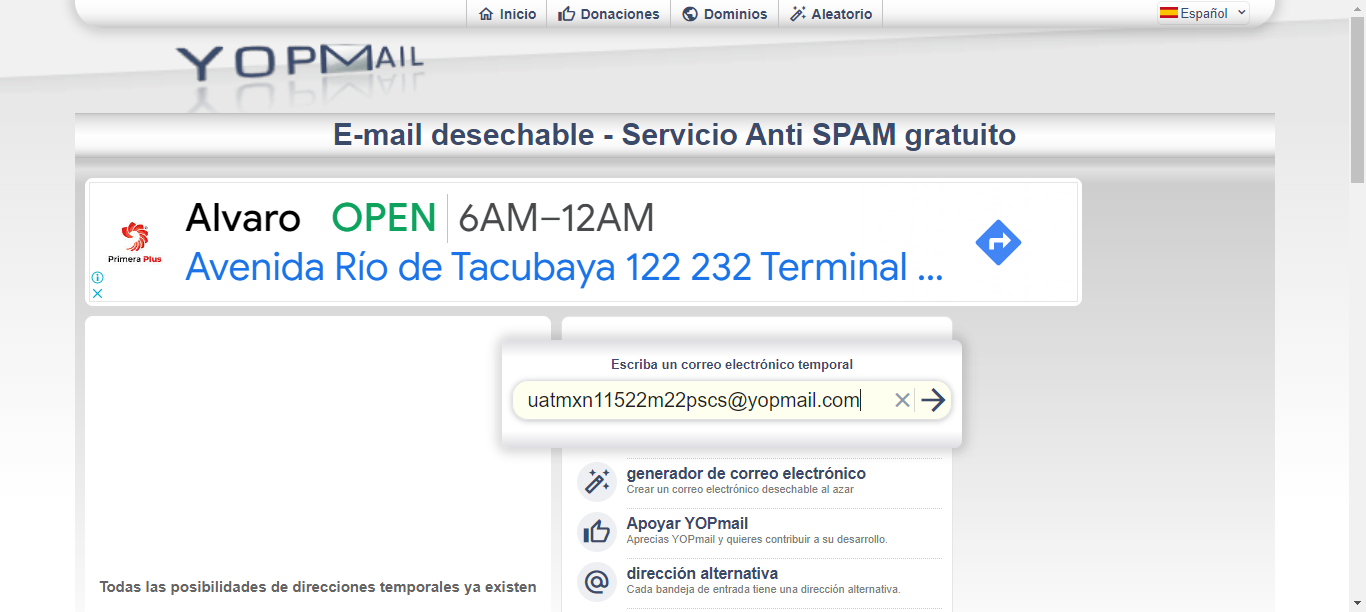 Inicio
Donaciones
Dominios
Aleatorio
Español
YOPMAIL
E-mail desechable - Servicio Anti SPAM gratuito
Alvaro OPEN 6AM–12AM
Primera Plus
Avenida Río de Tacubaya 122 232 Terminal ...
Escriba un correo electrónico temporal
uatmxn11522m22pscs@yopmail.com
generador de correo electrónico
Crear un correo electrónico desechable al azar
Apoyar YOPmail
Aprecias YOPmail y quieres contribuir a su desarrollo.
dirección alternativa
Cada bandeja de entrada tiene una dirección alternativa.
Todas las posibilidades de direcciones temporales ya existen